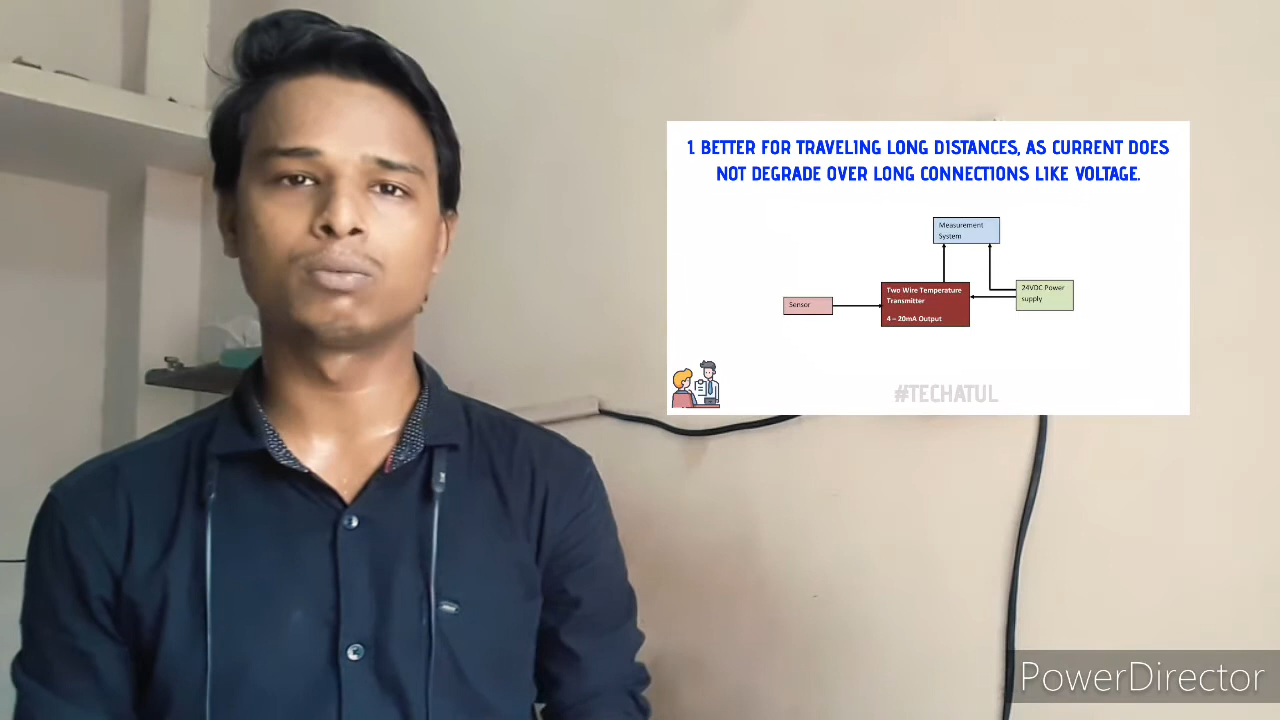 1. BETTER FOR TRAVELING LONG DISTANCES, AS CURRENT DOES
NOT DEGRADE OVER LONG CONNECTIONS LIKE VOLTAGE.
Measurement
System
Two Wire Temperature
Transmitter
4 – 20mA Output
24VDC Power
supply
Sensor
#TECHATUL
PowerDirector